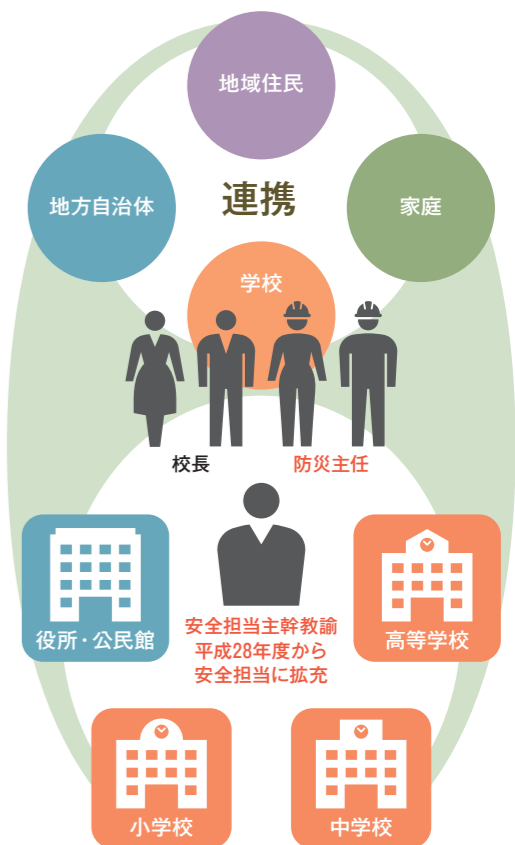 地域住民
地方自治体
連携
家庭
学校
校長
防災主任
役所・公民館
安全担当主幹教諭
平成28年度から
安全担当に拡充
高等学校
小学校
中学校